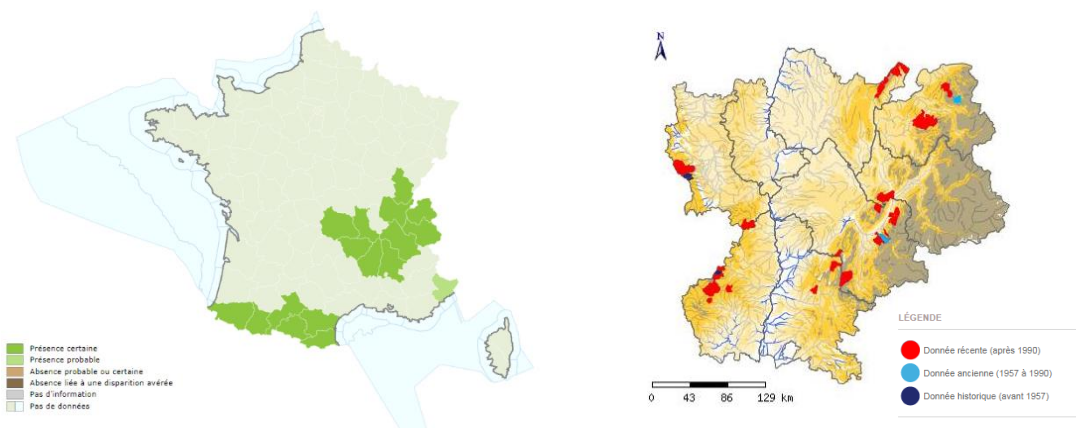 Présence certaine
Présence probable
Absence probable ou certaine
Absence liée à une disparition avérée
Pas d'information
Pas de données
N
0 43 86 129 km
LÉGENDE
Donnée récente (après 1990)
Donnée ancienne (1957 à 1990)
Donnée historique (avant 1957)